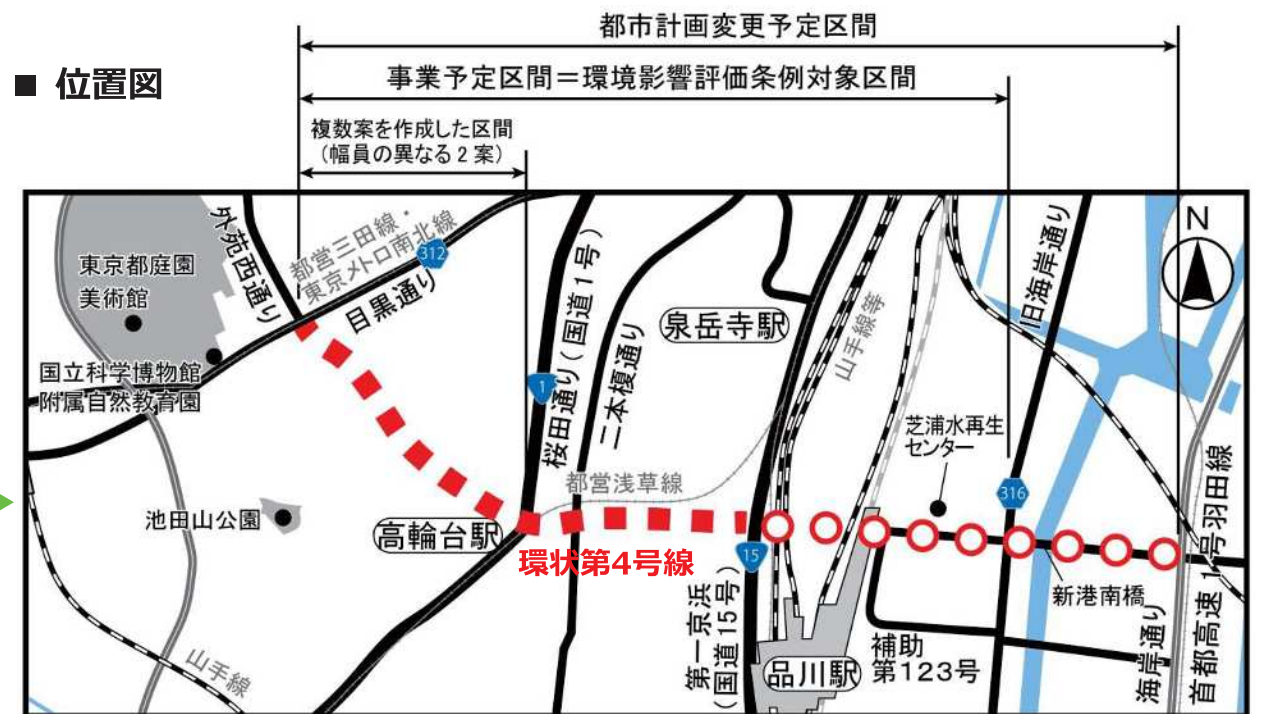 都市計画変更予定区間
■ 位置図
事業予定区間＝環境影響評価条例対象区間
複数案を作成した区間
（幅員の異なる２案）
外苑西通り
都営三田線・
東京メトロ南北線
312
目黒通り
東京都庭園
美術館
国立科学博物館
附属自然教育園
桜田通り（国道１号）
1
二本榎通り
泉岳寺駅
山手線等
旧海岸通り
N
芝浦水再生
センター
316
都営浅草線
池田山公園
高輪台駅
環状第4号線
15
第一京浜
（国道15号）
新港南橋
補助
第123号
品川駅
海岸通り
首都高速１号羽田線
山手線